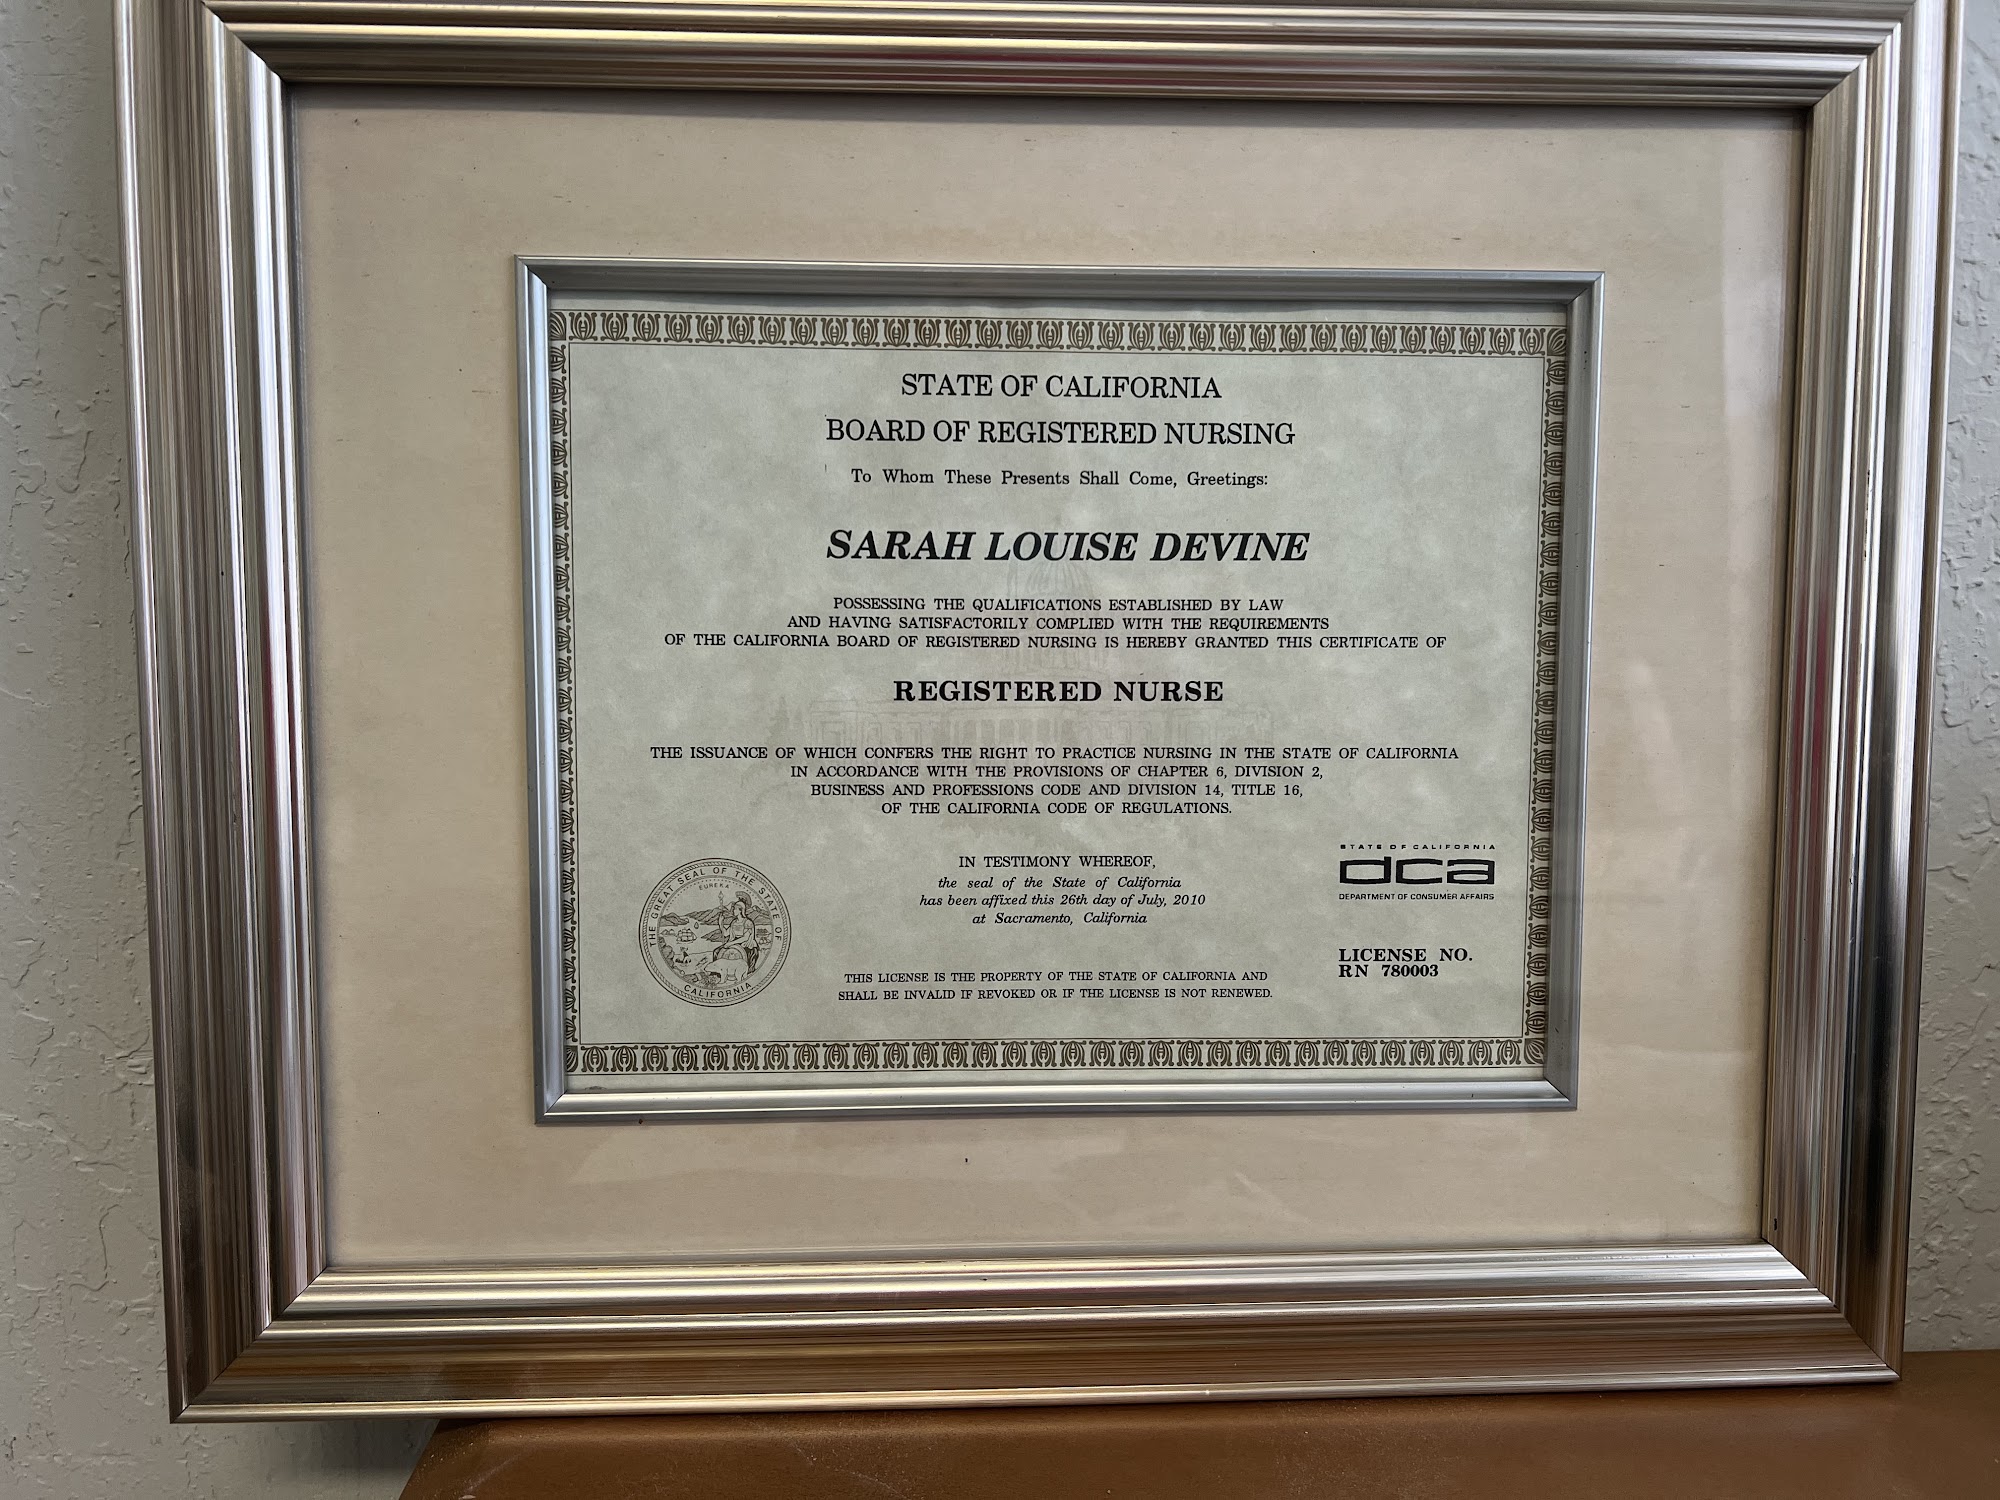 STATE OF CALIFORNIA
BOARD OF REGISTERED NURSING
To Whom These Presents Shall Come, Greetings:
SARAH LOUISE DEVINE
POSSESSING THE QUALIFICATIONS ESTABLISHED BY LAW
AND HAVING SATISFACTORILY COMPLIED WITH THE REQUIREMENTS
OF THE CALIFORNIA BOARD OF REGISTERED NURSING IS HEREBY GRANTED THIS CERTIFICATE OF
REGISTERED NURSE
THE ISSUANCE OF WHICH CONFERS THE RIGHT TO PRACTICE NURSING IN THE STATE OF CALIFORNIA
IN ACCORDANCE WITH THE PROVISIONS OF CHAPTER 6, DIVISION 2,
BUSINESS AND PROFESSIONS CODE AND DIVISION 14, TITLE 16,
OF THE CALIFORNIA CODE OF REGULATIONS.
THE GREAT SEAL OF THE STATE OF CALIFORNIA
EUREKA
IN TESTIMONY WHEREOF,
the seal of the State of California
has been affixed this 26th day of July, 2010
at Sacramento, California
THIS LICENSE IS THE PROPERTY OF THE STATE OF CALIFORNIA AND
SHALL BE INVALID IF REVOKED OR IF THE LICENSE IS NOT RENEWED.
STATE OF CALIFORNIA
dca
DEPARTMENT OF CONSUMER AFFAIRS
LICENSE NO.
RN 780003